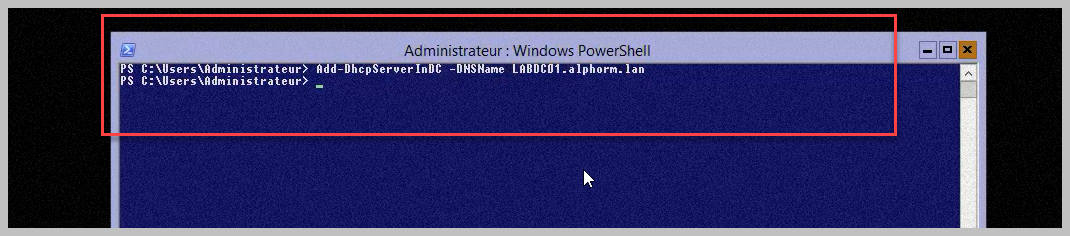 Administrateur : Windows PowerShell
PS C:\Users\Administrateur> Add-DhcpServerInDC -DNSName LABDC01.alphorm.lan
PS C:\Users\Administrateur>